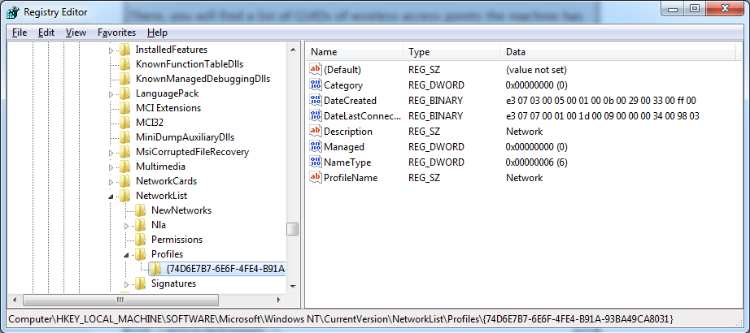 There, you will find a list of GUIDs of wireless access points the machine has
Registry Editor
File Edit View Favorites Help
InstalledFeatures
KnownFunctionTableDlls
KnownManagedDebuggingDlls
LanguagePack
MCI Extensions
MCI32
MiniDumpAuxiliaryDlls
MsiCorruptedFileRecovery
Multimedia
NetworkCards
NetworkList
NewNetworks
Nla
Permissions
Profiles
{74D6E7B7-6E6F-4FE4-B91A
Signatures
Name Type Data
(Default) REG_SZ (value not set)
Category REG_DWORD 0x00000000 (0)
DateCreated REG_BINARY e3 07 03 00 05 00 01 00 0b 00 29 00 33 00 ff 00
DateLastConnec... REG_BINARY e3 07 07 00 01 00 1d 00 09 00 00 00 34 00 98 03
Description REG_SZ Network
Managed REG_DWORD 0x00000000 (0)
NameType REG_DWORD 0x00000006 (6)
ProfileName REG_SZ Network
Computer\HKEY_LOCAL_MACHINE\SOFTWARE\Microsoft\Windows NT\CurrentVersion\NetworkList\Profiles\{74D6E7B7-6E6F-4FE4-B91A-93BA49CA8031}